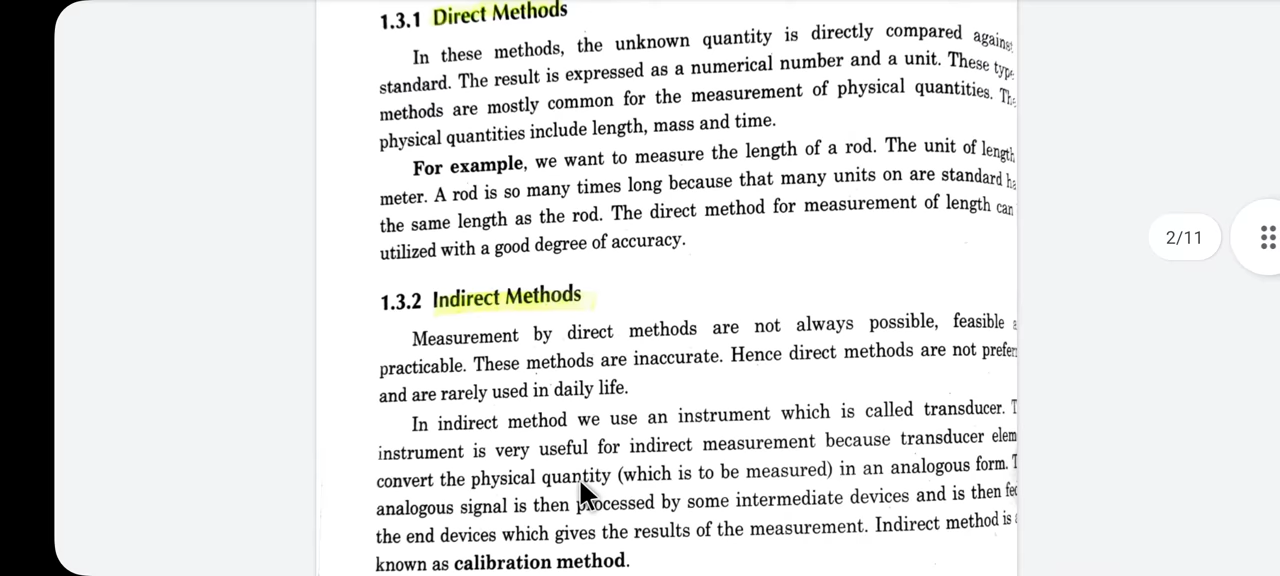 1.3.1 Direct Methods
In these methods, the unknown quantity is directly compared against
standard. The result is expressed as a numerical number and a unit. These type
methods are mostly common for the measurement of physical quantities. The
physical quantities include length, mass and time.
For example, we want to measure the length of a rod. The unit of length
meter. A rod is so many times long because that many units on are standard ha
the same length as the rod. The direct method for measurement of length can
utilized with a good degree of accuracy.
2/11
1.3.2 Indirect Methods
Measurement by direct methods are not always possible, feasible
practicable. These methods are inaccurate. Hence direct methods are not prefer
and are rarely used in daily life.
In indirect method we use an instrument which is called transducer. T
instrument is very useful for indirect measurement because transducer elem
convert the physical quantity (which is to be measured) in an analogous form. T
analogous signal is then processed by some intermediate devices and is then fed
the end devices which gives the results of the measurement. Indirect method is
known as calibration method.